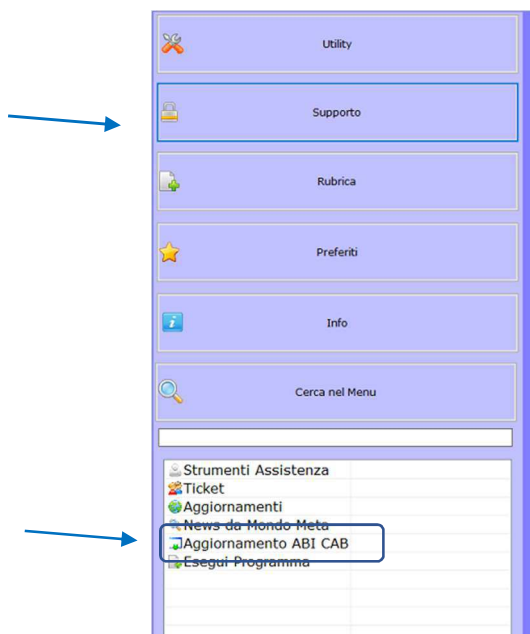 Utility
Supporto
Rubrica
Preferiti
Info
Cerca nel Menu
Strumenti Assistenza
Ticket
Aggiornamenti
News da Mondo Meta
Aggiornamento ABI CAB
Esegui Programma